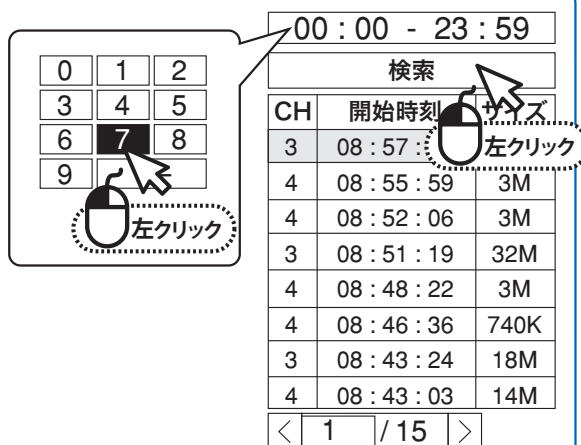 00 : 00 - 23 : 59
検索
0 1 2
3 4 5
6 7 8
9 ←
左クリック
CH 開始時刻 サイズ
3 08 : 57 :
左クリック
4 08 : 55 : 59 3M
4 08 : 52 : 06 3M
3 08 : 51 : 19 32M
4 08 : 48 : 22 3M
4 08 : 46 : 36 740K
3 08 : 43 : 24 18M
4 08 : 43 : 03 14M
< 1 / 15 >